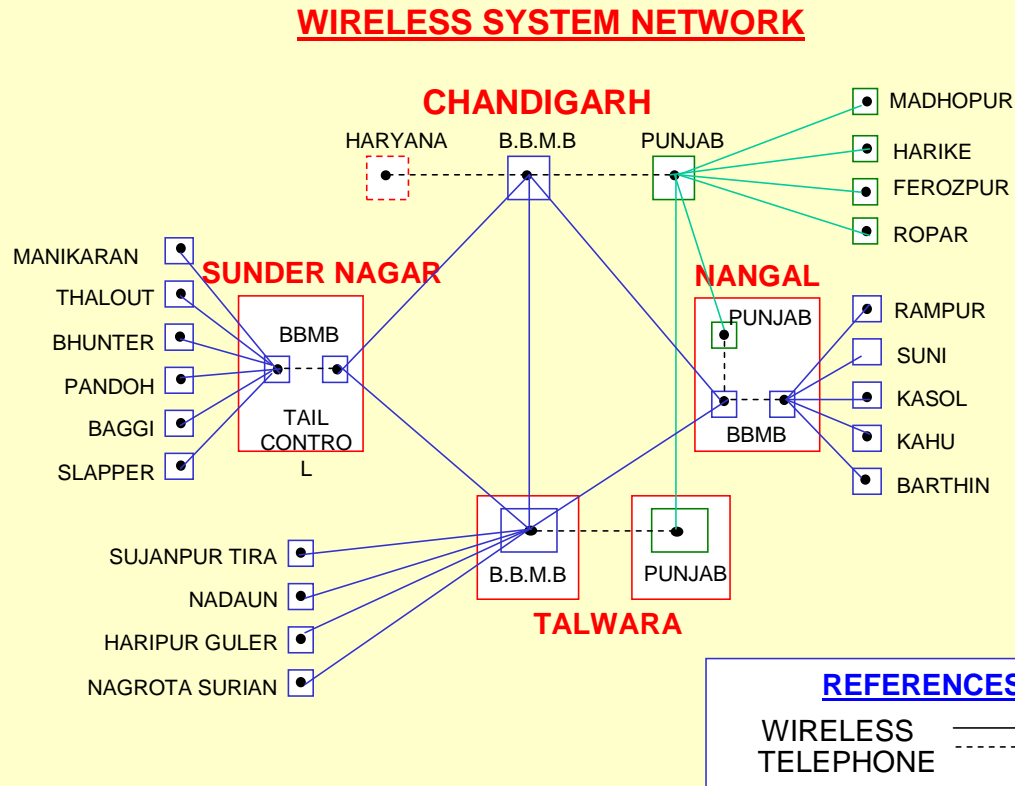 WIRELESS SYSTEM NETWORK
CHANDIGARH
HARYANA
B.B.M.B
PUNJAB
MADHOPUR
HARIKE
FEROZPUR
ROPAR
MANIKARAN
THALOUT
BHUNTER
PANDOH
BAGGI
SLAPPER
SUNDER NAGAR
BBMB
TAIL
CONTRO
L
NANGAL
PUNJAB
BBMB
RAMPUR
SUNI
KASOL
KAHU
BARTHIN
SUJANPUR TIRA
NADAUN
HARIPUR GULER
NAGROTA SURIAN
B.B.M.B
PUNJAB
TALWARA
REFERENCES
WIRELESS
TELEPHONE